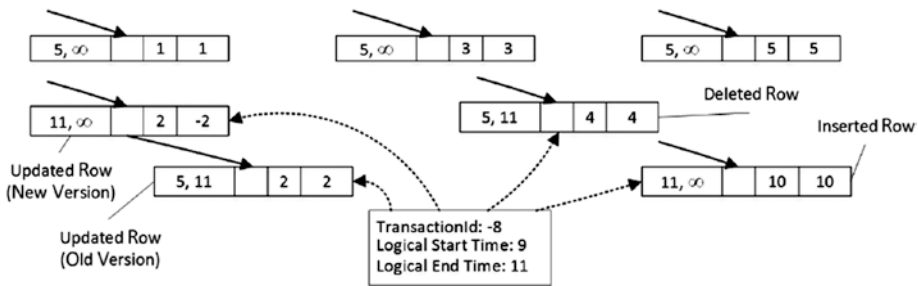 5, ∞ 1 1
5, ∞ 3 3
5, ∞ 5 5
11, ∞ 2 -2
5, 11 4 4
Deleted Row
Inserted Row
Updated Row
(New Version)
5, 11 2 2
11, ∞ 10 10
Updated Row
(Old Version)
TransactionId: -8
Logical Start Time: 9
Logical End Time: 11